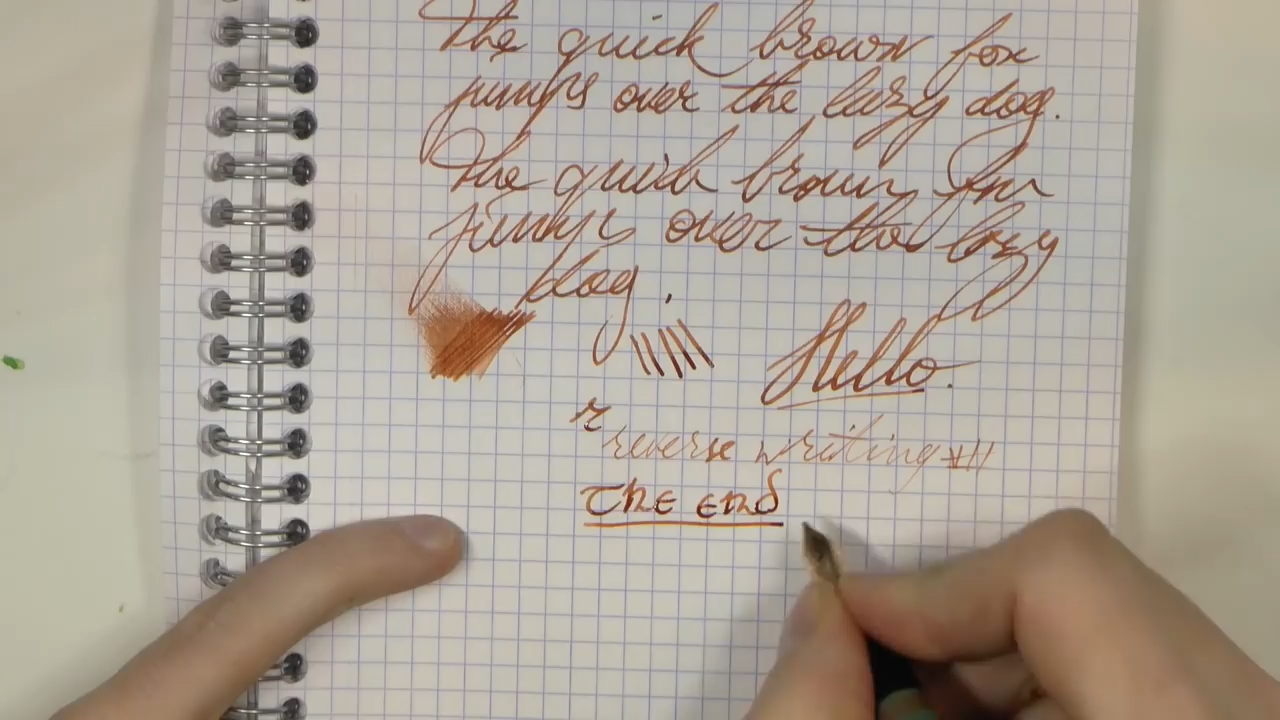 The quick brown fox
jumps over the lazy dog.
The quick brown fox
jumps over the lazy
dog.
Hello.
r
reverse writing
The end